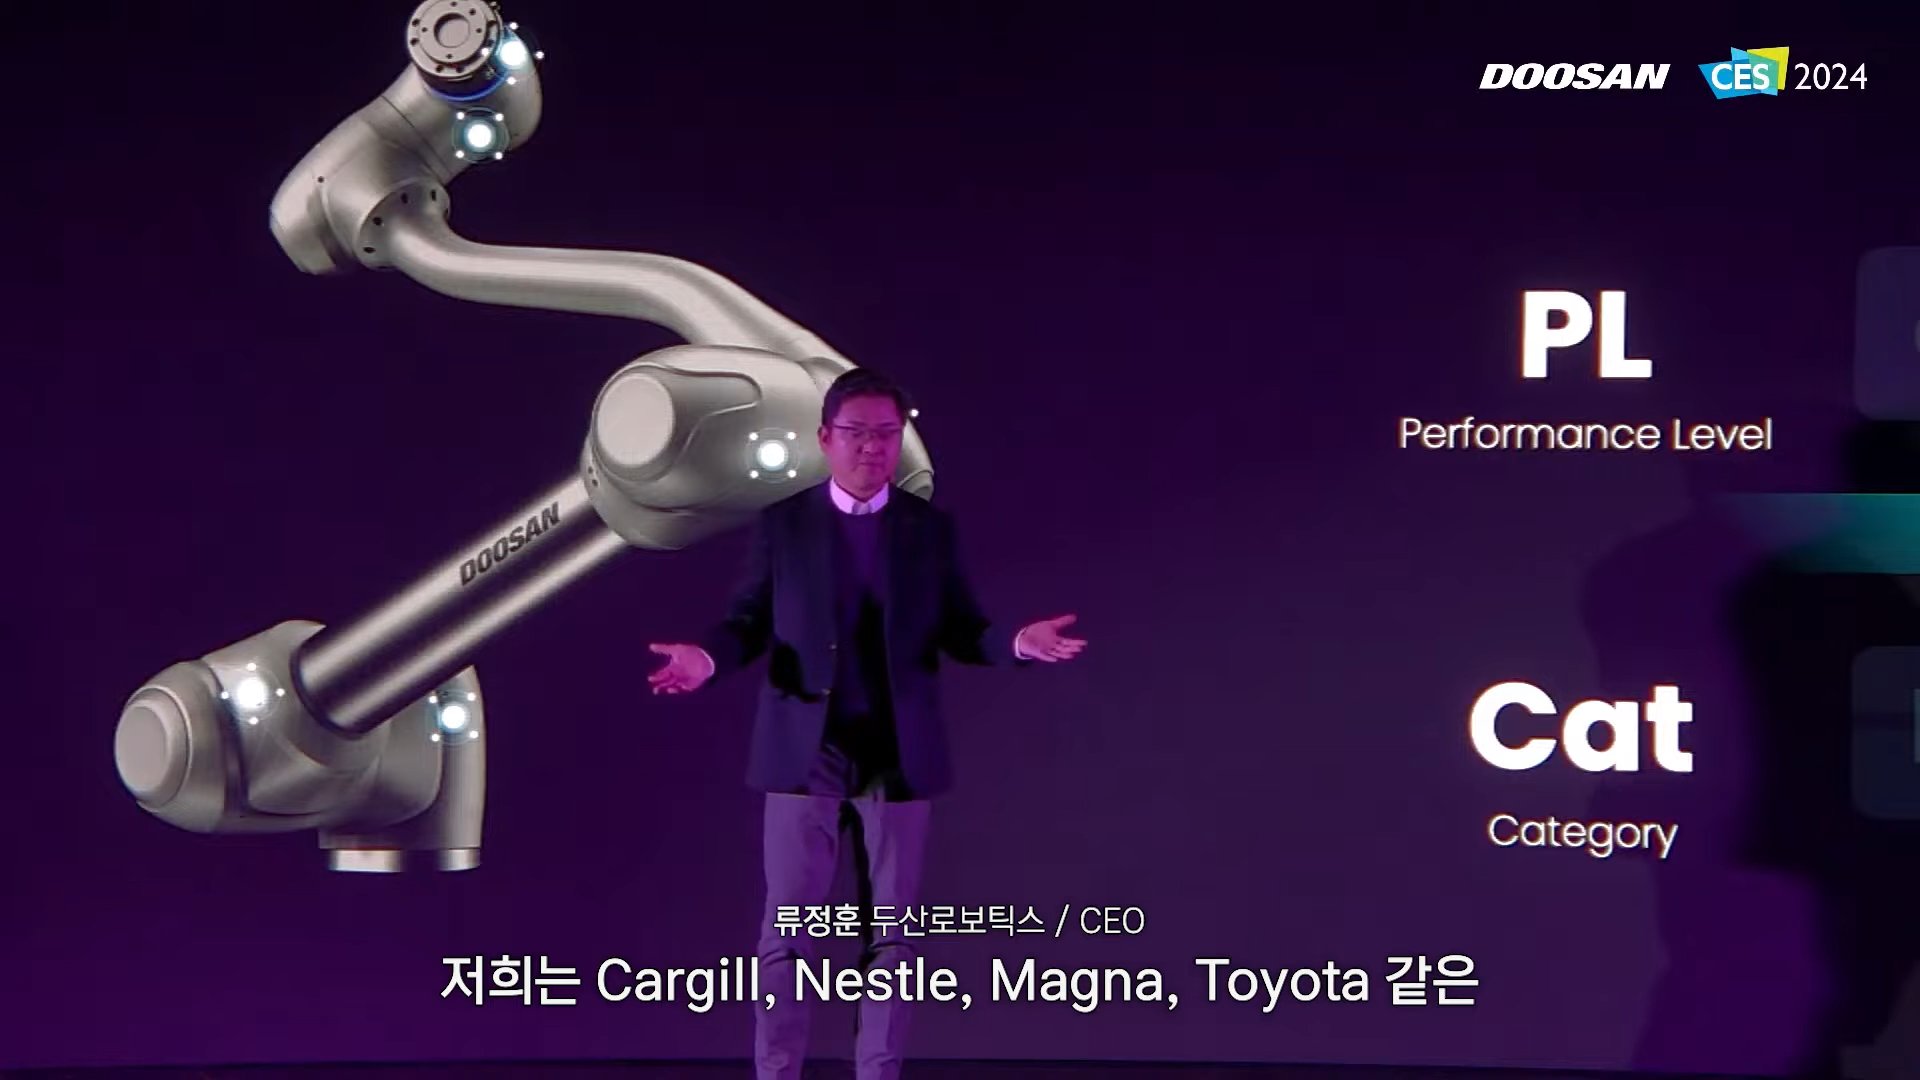 DOOSAN CES 2024
PL
Performance Level
DOOSAN
Cat
Category
류정훈 두산로보틱스 / CEO
저희는 Cargill, Nestle, Magna, Toyota 같은